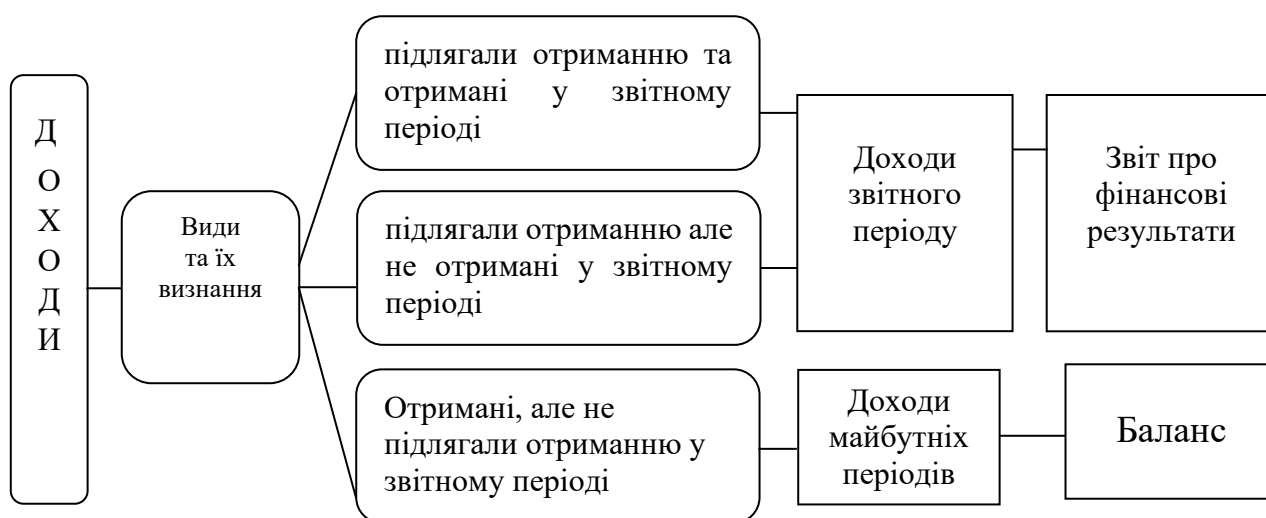 ДОХОДИ
Види
та їх
визнання
підлягали отриманню та
отримані у звітному
періоді
підлягали отриманню але
не отримані у звітному
періоді
Отримані, але не
підлягали отриманню у
звітному періоді
Доходи
звітного
періоду
Звіт про
фінансові
результати
Доходи
майбутніх
періодів
Баланс